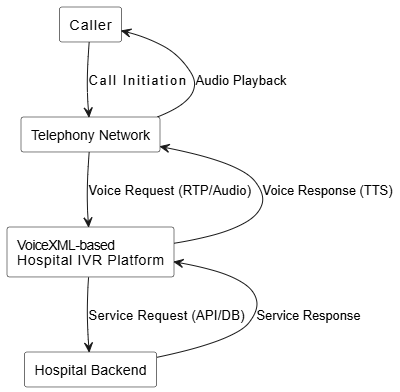 Caller
Call Initiation
Audio Playback
Telephony Network
Voice Request (RTP/Audio)
Voice Response (TTS)
VoiceXML-based
Hospital IVR Platform
Service Request (API/DB)
Service Response
Hospital Backend